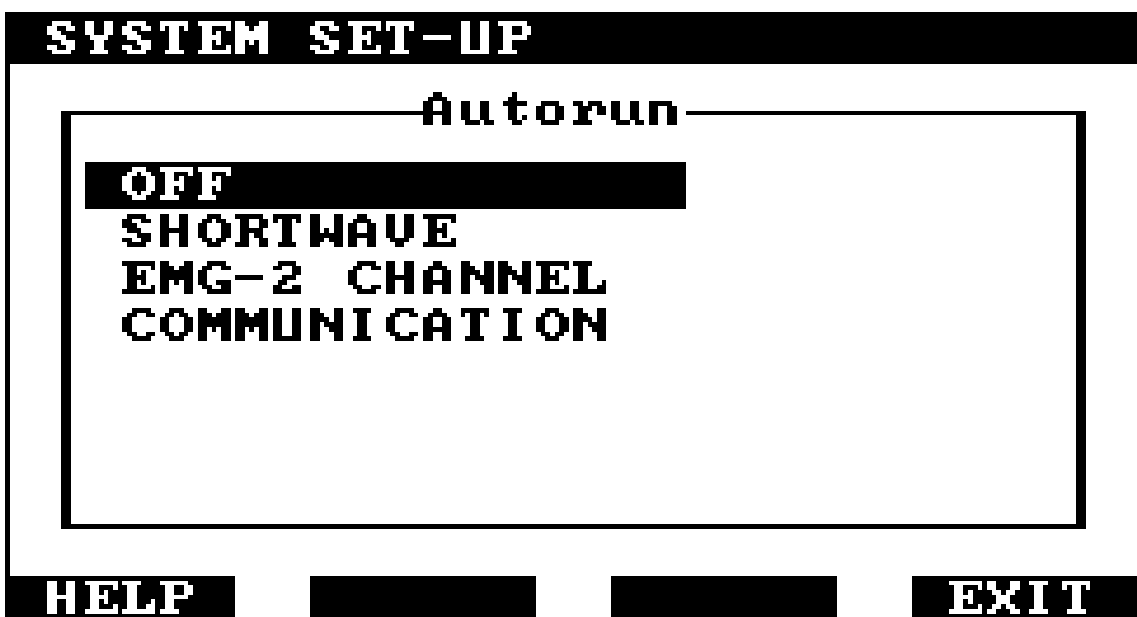 SYSTEM SET-UP
Autorun
OFF
SHORTWAVE
EMG-2 CHANNEL
COMMUNICATION
HELP EXIT